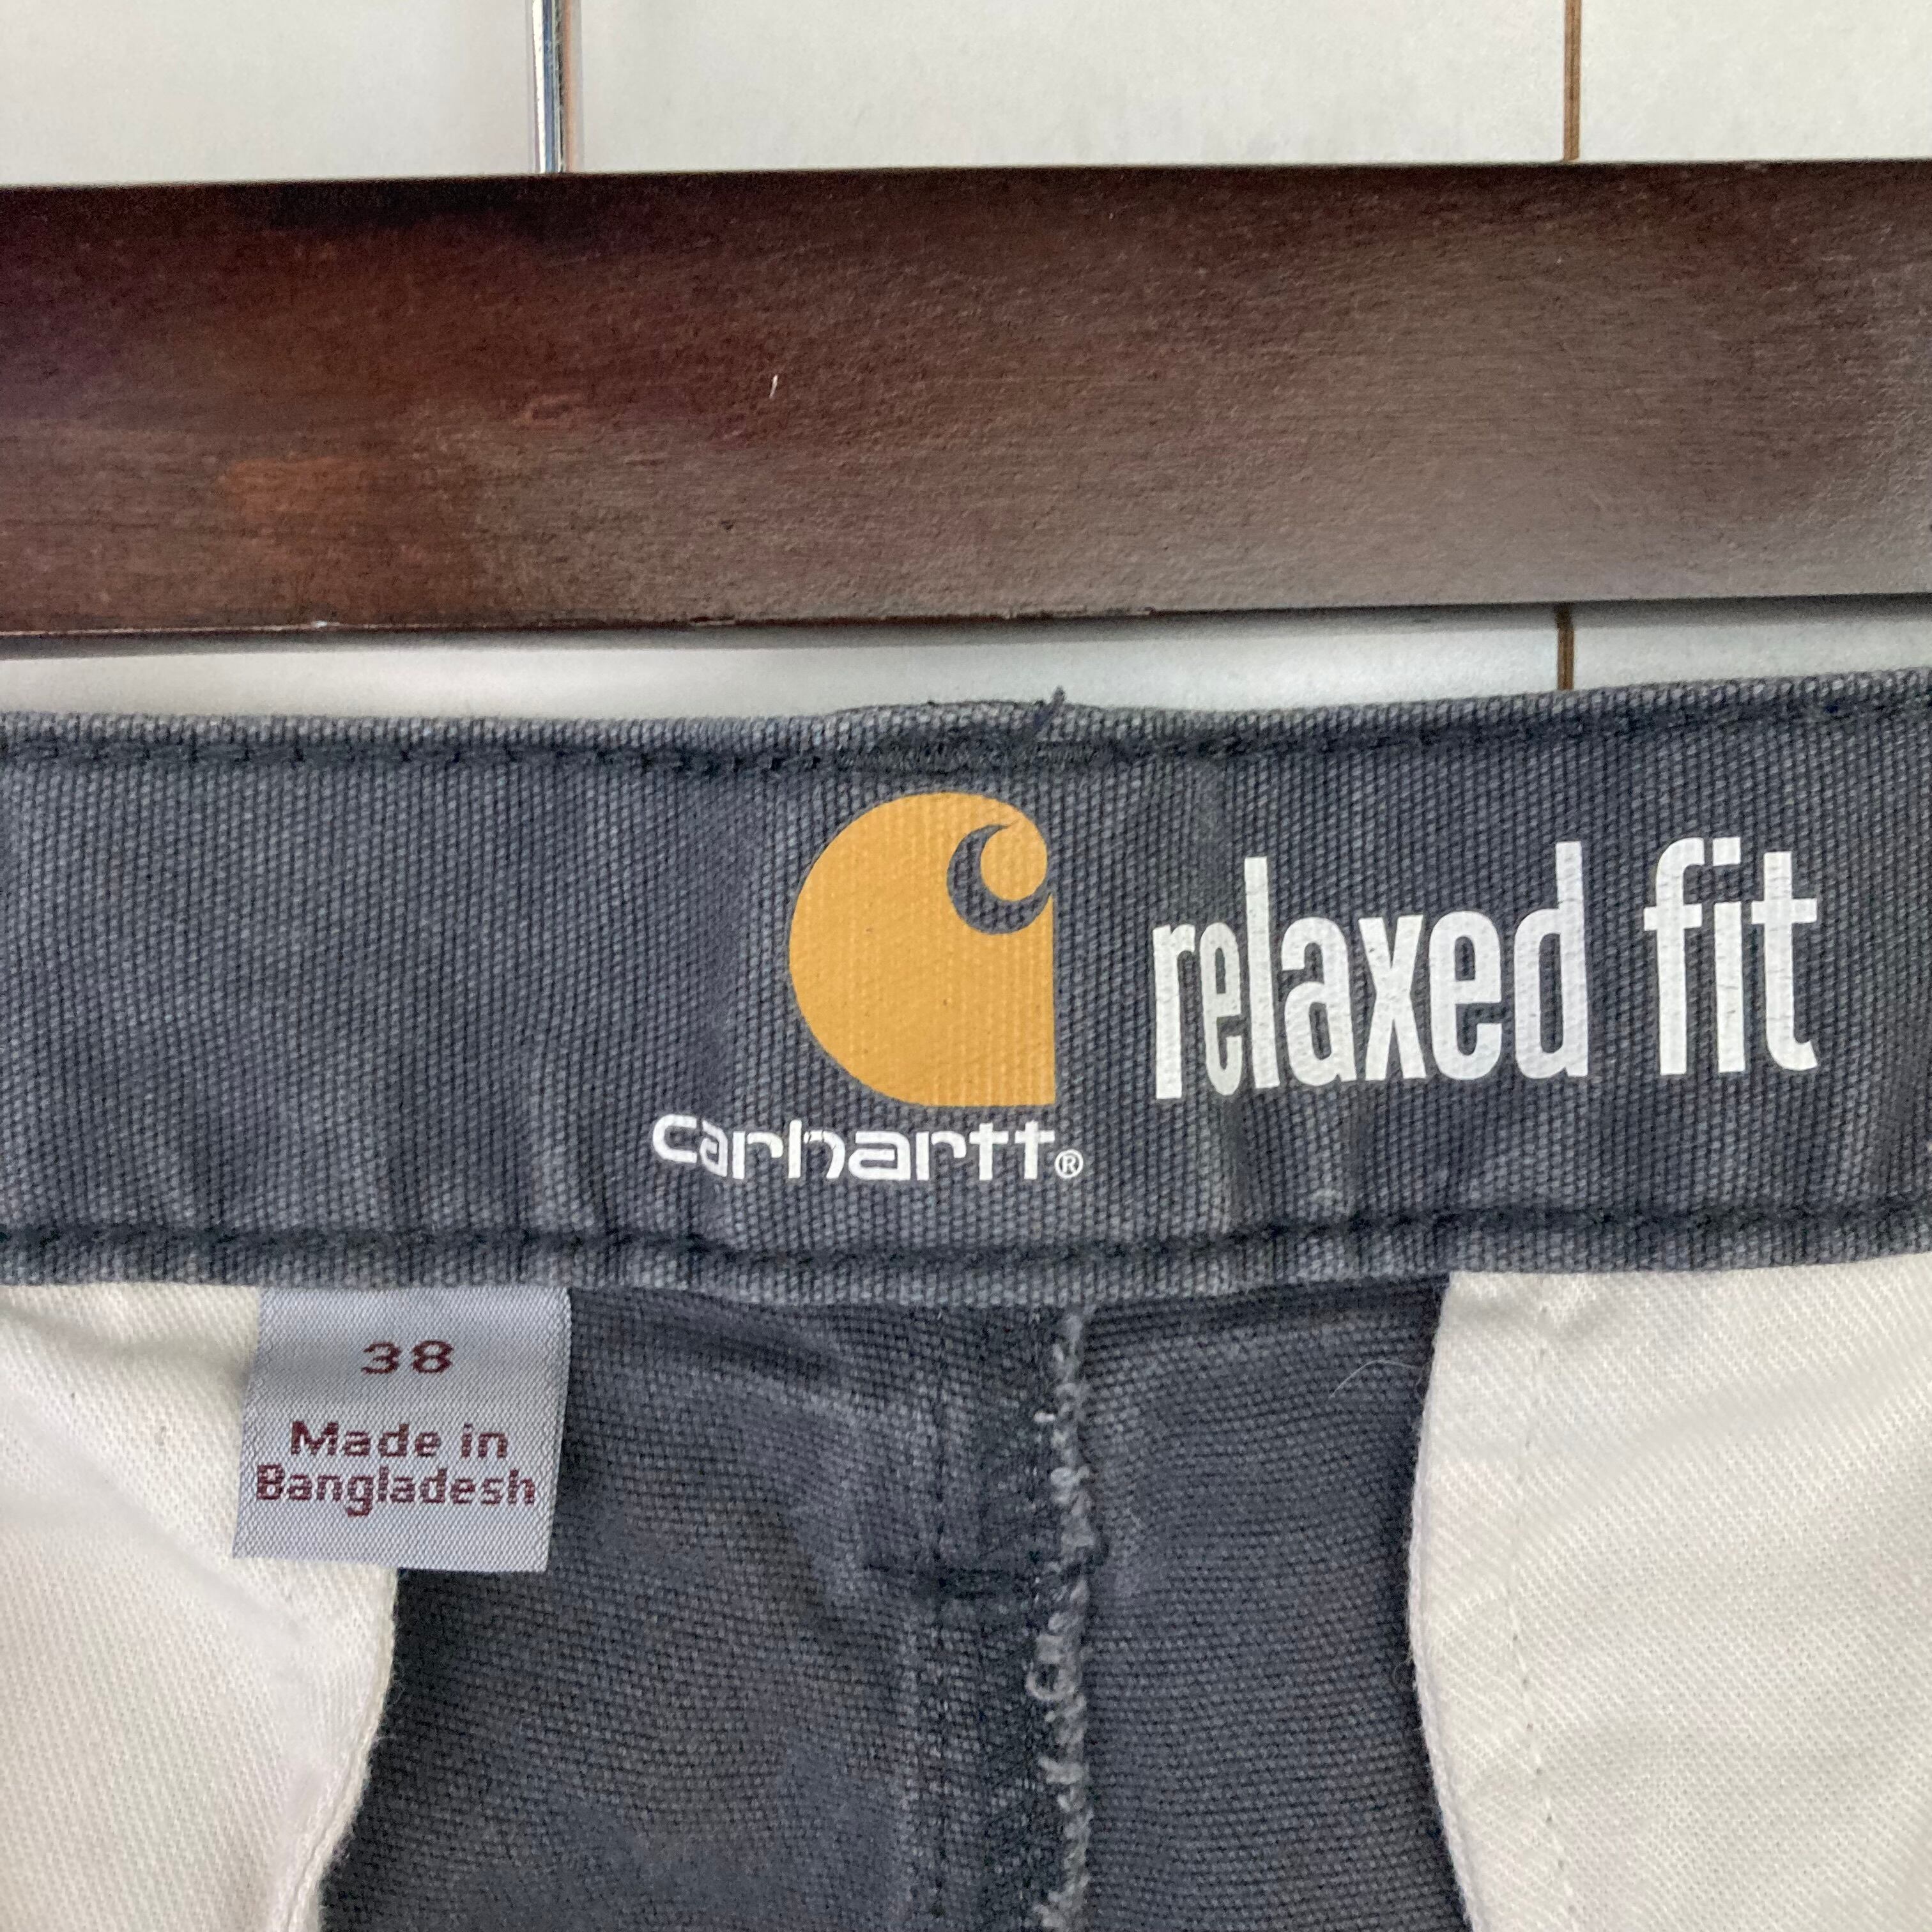 relaxed fit
carhartt®
38
Made in
Bangladesh